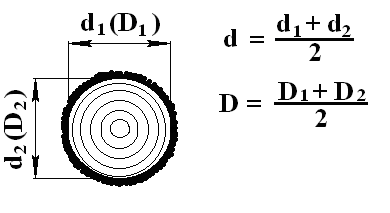 d₁(D₁)
d₂(D₂)
d = (d₁ + d₂)/2
D = (D₁ + D₂)/2